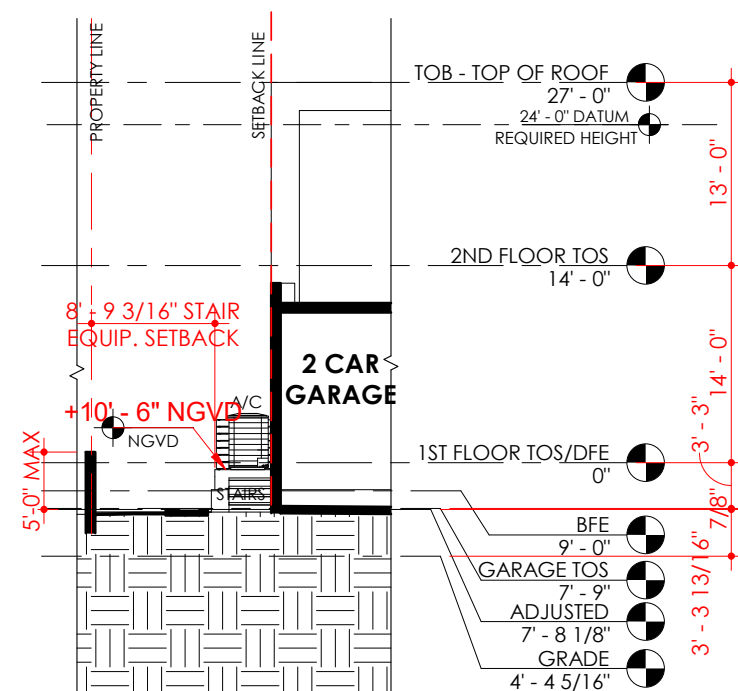 PROPERTY LINE
SETBACK LINE
TOB - TOP OF ROOF
27' - 0"
24' - 0" DATUM
REQUIRED HEIGHT
13' - 0"
2ND FLOOR TOS
14' - 0"
8' - 9 3/16" STAIR
EQUIP. SETBACK
2 CAR
GARAGE
14' - 0"
A/C
+10' - 6" NGVD
NGVD
3' - 3"
1ST FLOOR TOS/DFE
0"
5'-0" MAX
STAIRS
7/8"
BFE
9' - 0"
GARAGE TOS
7' - 9"
3' - 3 13/16"
ADJUSTED
7' - 8 1/8"
GRADE
4' - 4 5/16"